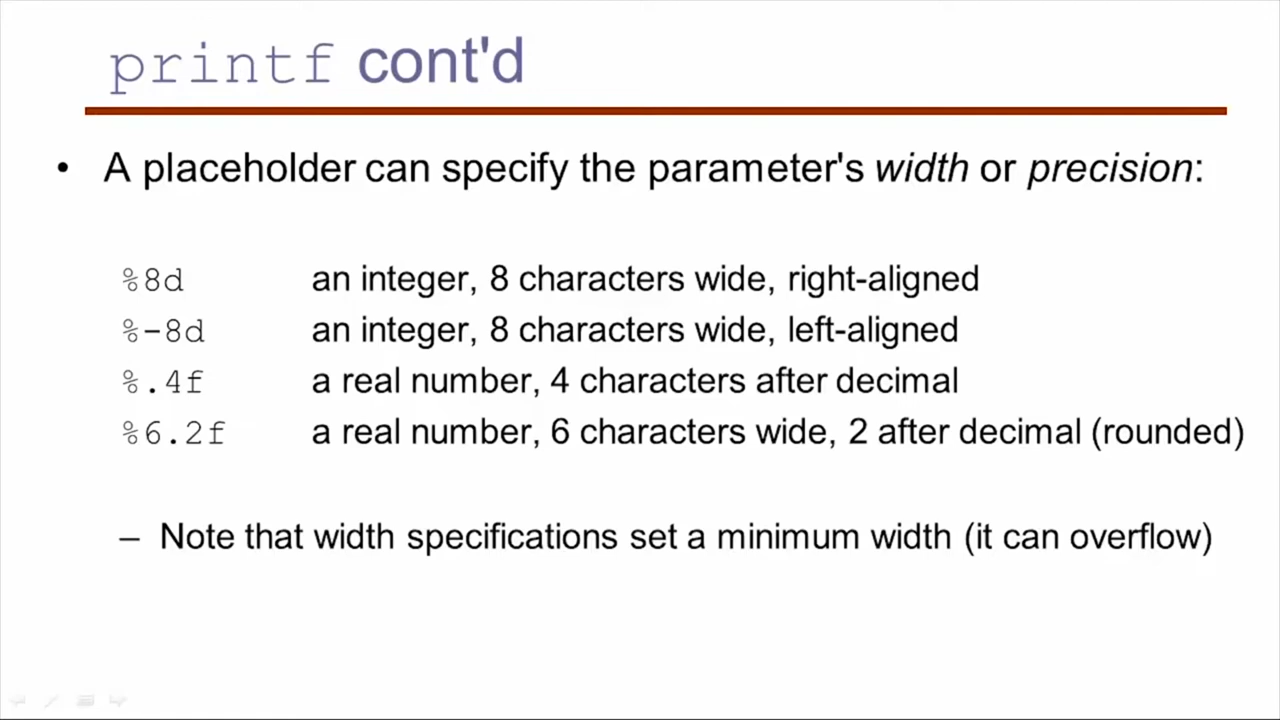 printf cont'd
• A placeholder can specify the parameter's width or precision:
%8d an integer, 8 characters wide, right-aligned
%-8d an integer, 8 characters wide, left-aligned
%.4f a real number, 4 characters after decimal
%6.2f a real number, 6 characters wide, 2 after decimal (rounded)
– Note that width specifications set a minimum width (it can overflow)